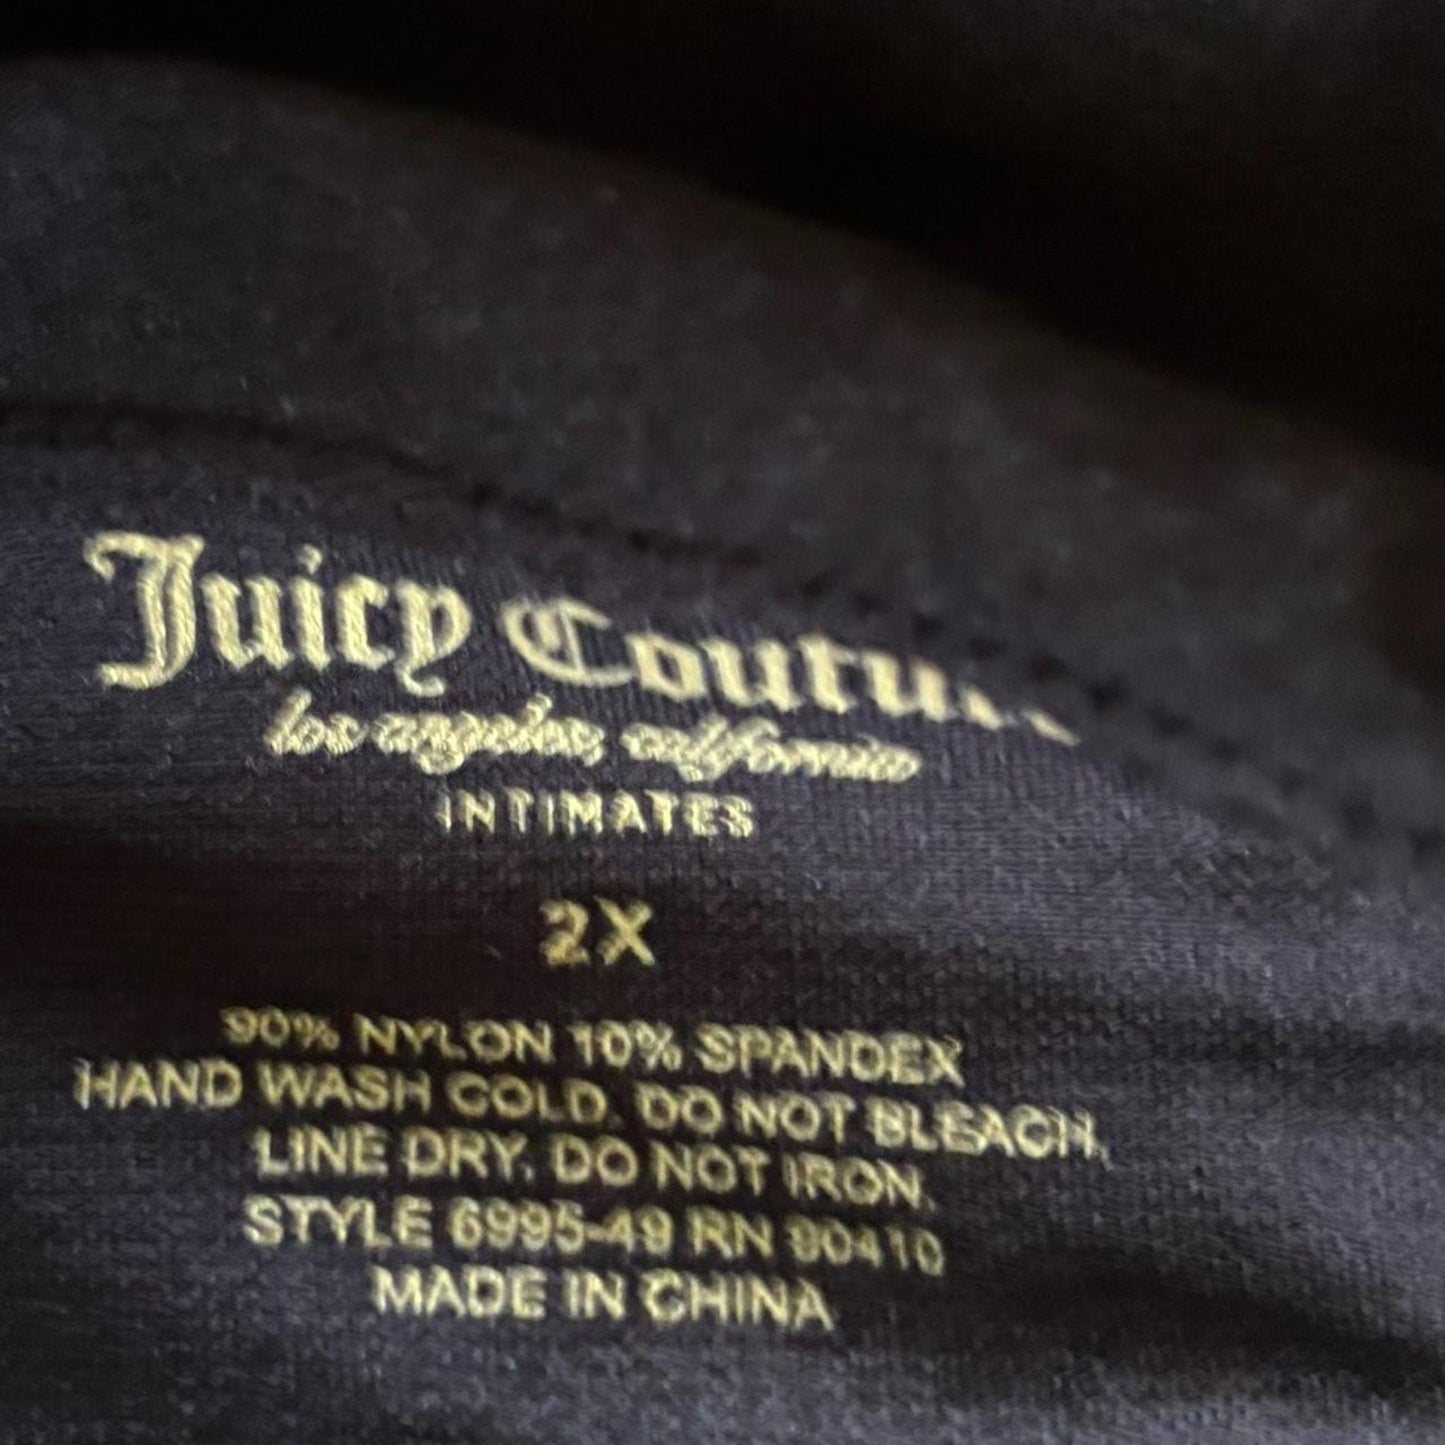 Juicy Coutu
los angeles, california
INTIMATES
2X
90% NYLON 10% SPANDEX
HAND WASH COLD. DO NOT BLEACH.
LINE DRY. DO NOT IRON.
STYLE 6995-49 RN 90410
MADE IN CHINA